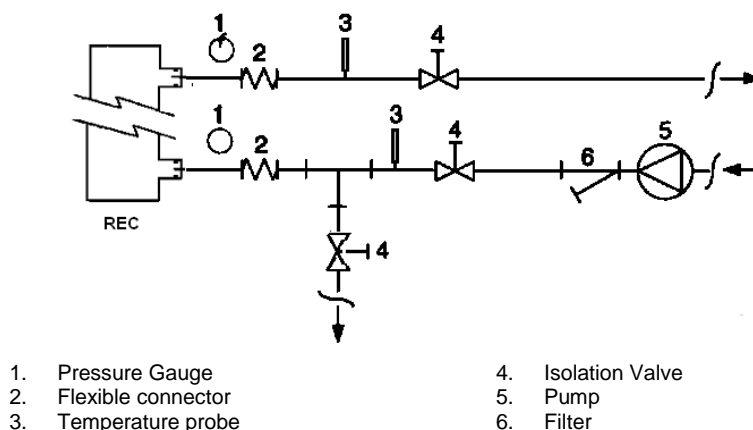 1
2
3
4
1
2
3
4
6
5
REC
4
1. Pressure Gauge
2. Flexible connector
3. Temperature probe
4. Isolation Valve
5. Pump
6. Filter